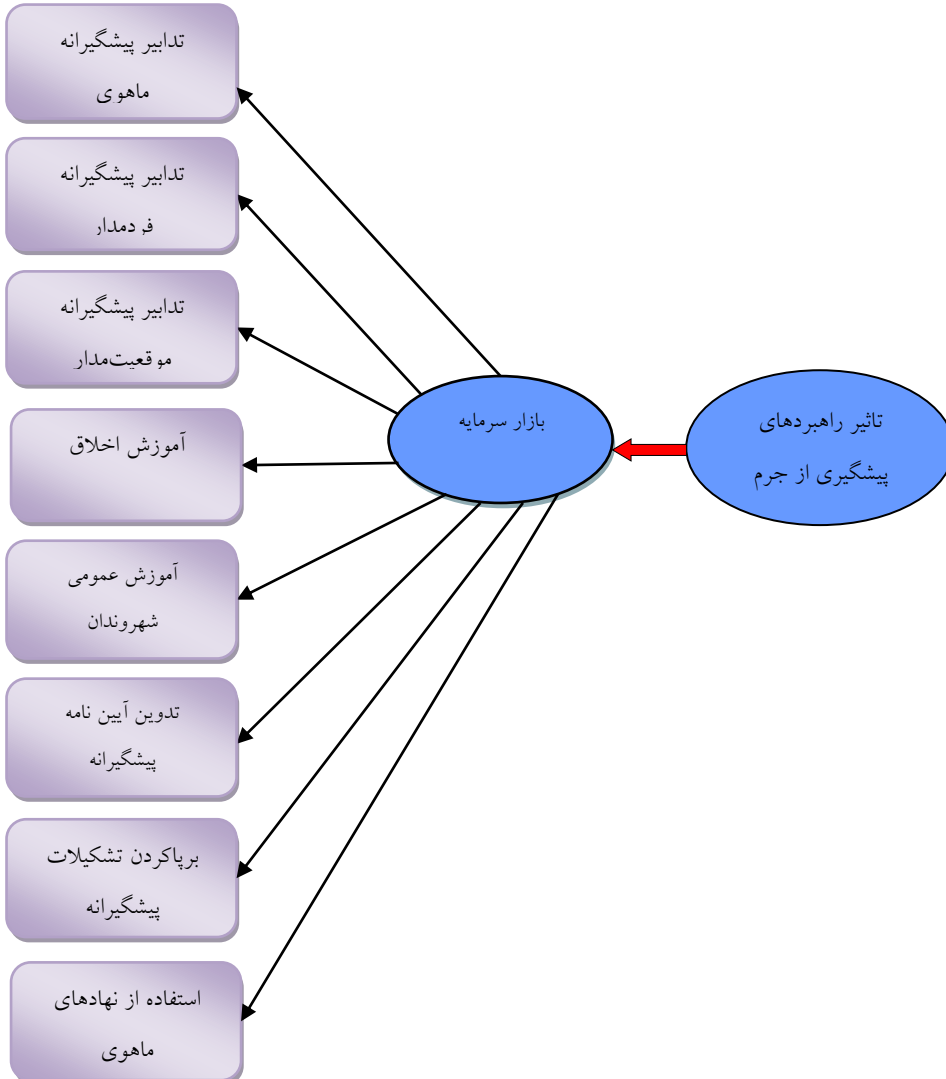 تدابیر پیشگیرانه
ماهوی
تدابیر پیشگیرانه
فردمدار
تدابیر پیشگیرانه
موقعیت‌مدار
آموزش اخلاق
آموزش عمومی
شهروندان
تدوین آیین نامه
پیشگیرانه
برپاکردن تشکیلات
پیشگیرانه
استفاده از نهادهای
ماهوی
بازار سرمایه
تاثیر راهبردهای
پیشگیری از جرم